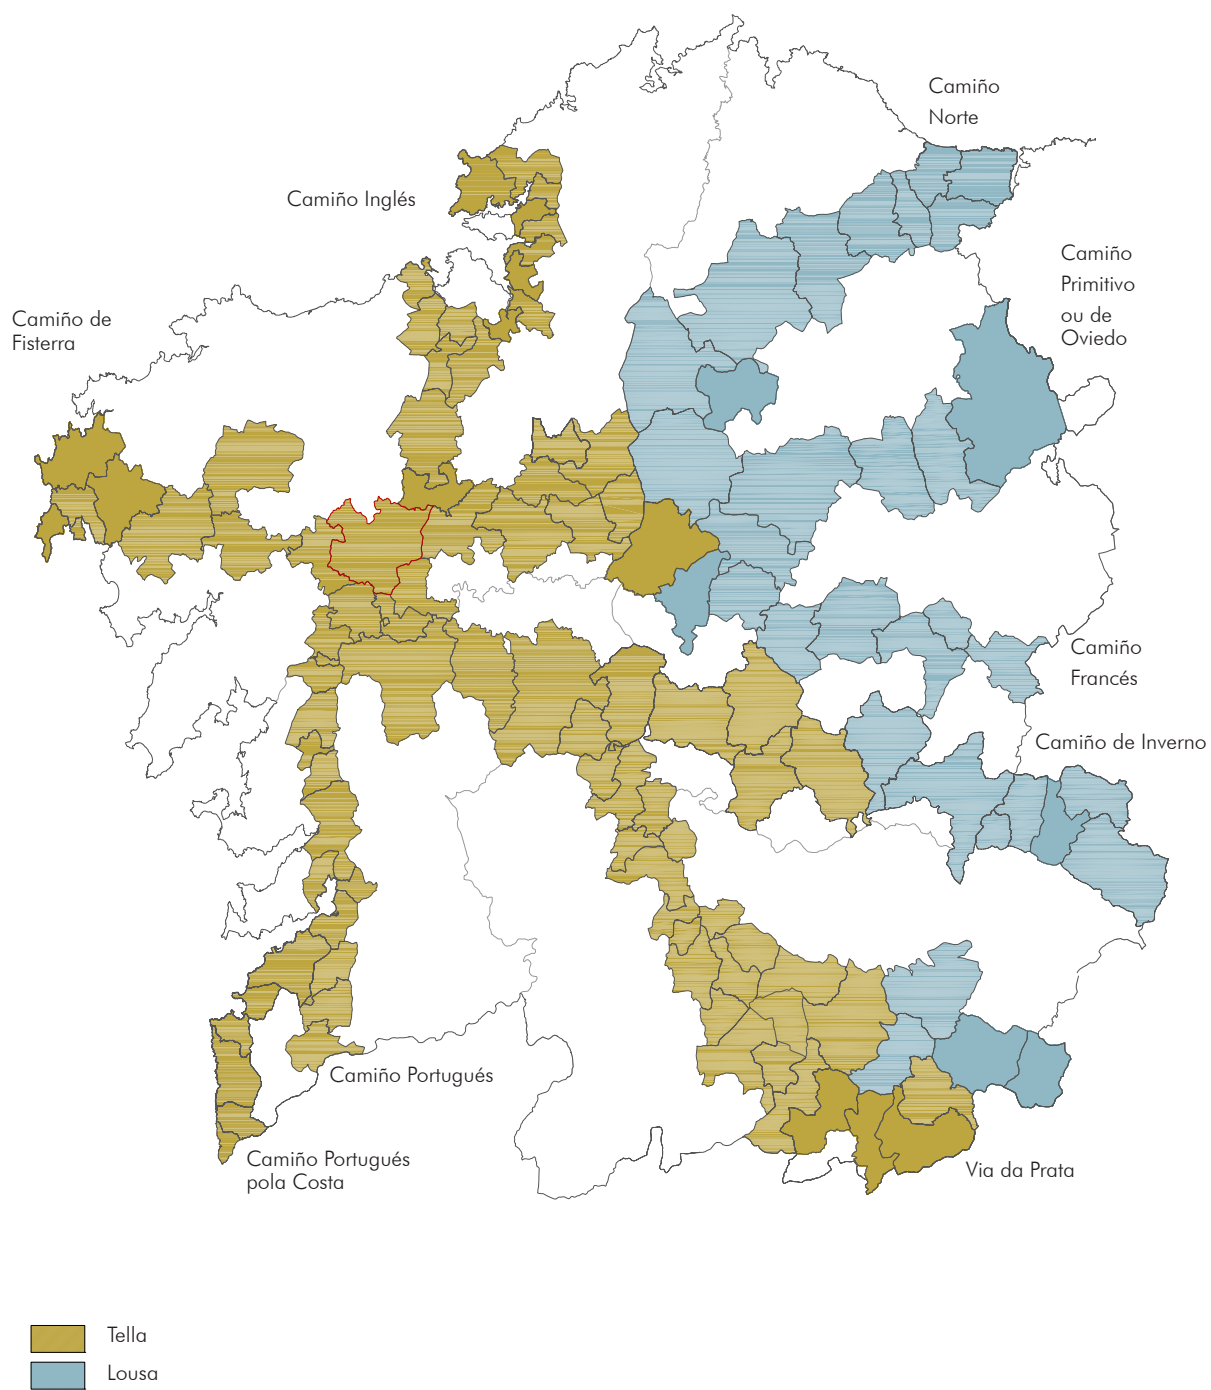 Camiño
Norte
Camiño Inglés
Camiño
Primitivo
ou de
Oviedo
Camiño de
Fisterra
Camiño
Francés
Camiño de Inverno
Camiño Portugués
Camiño Portugués
pola Costa
Via da Prata
Tella
Lousa